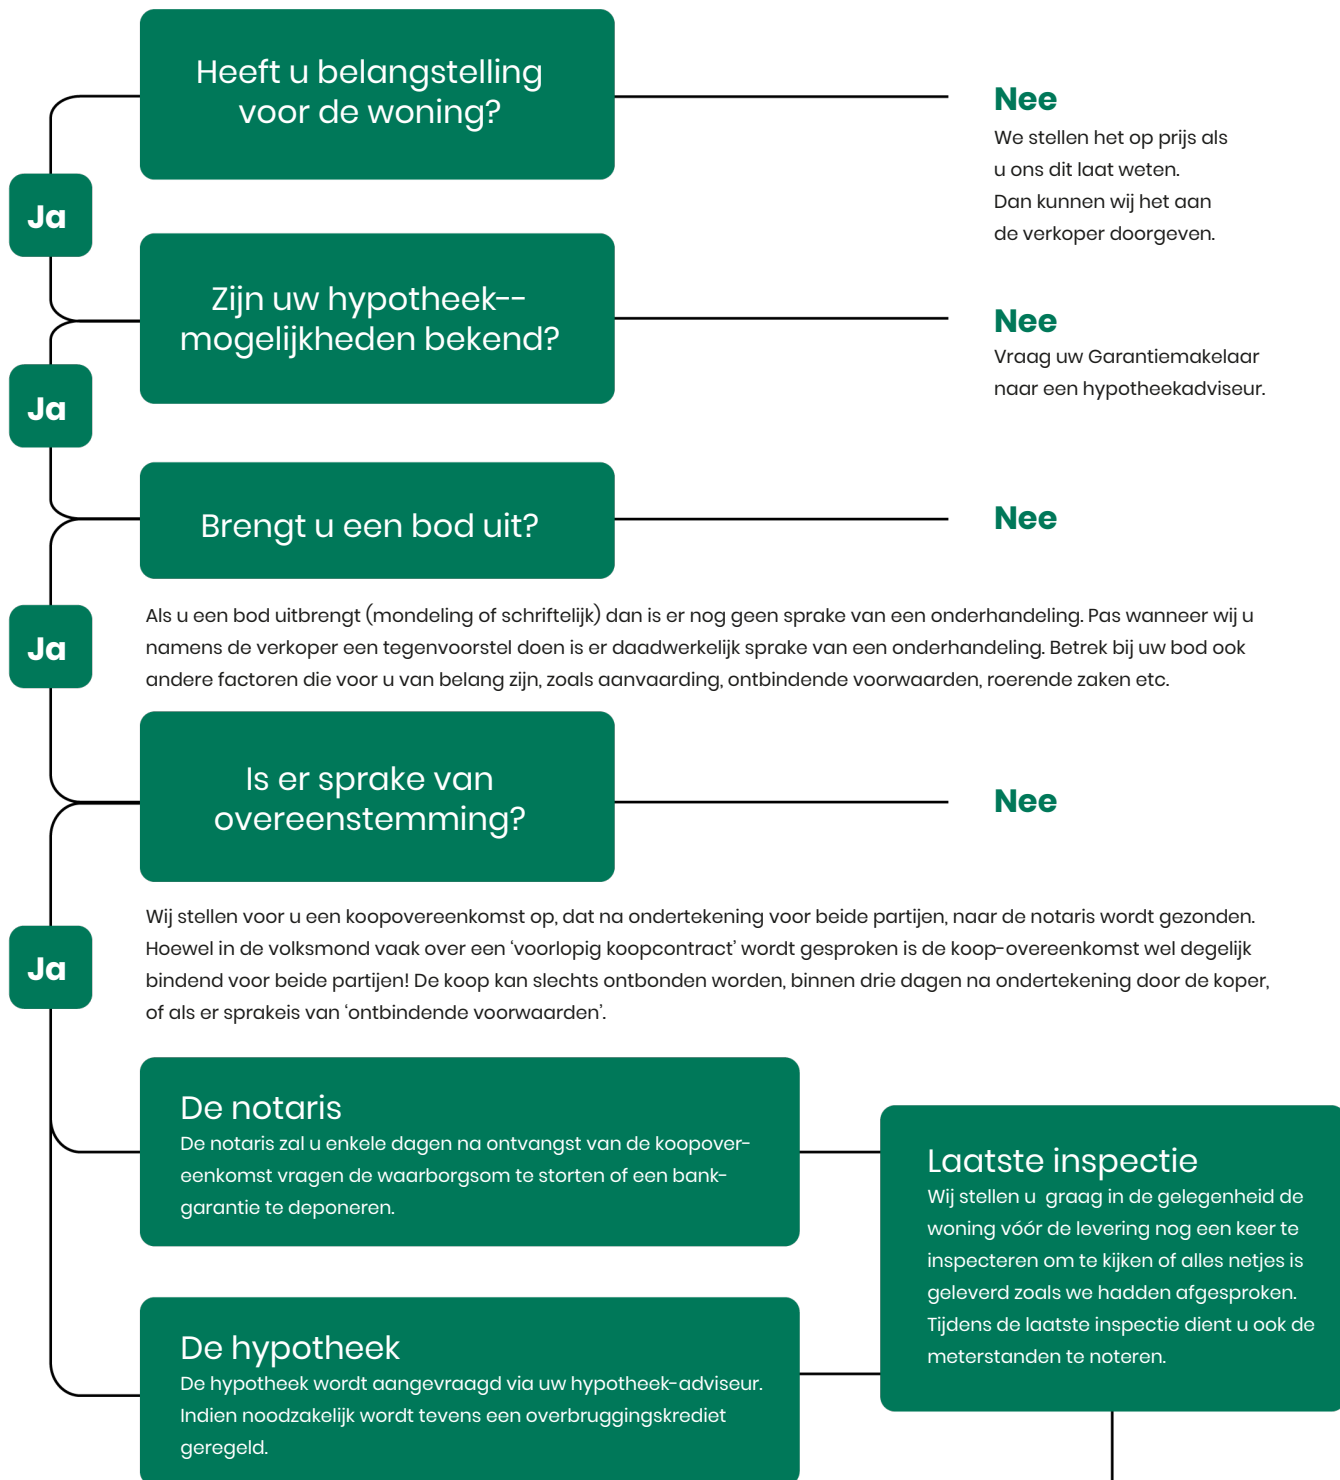 Heeft u belangstelling
voor de woning?
Nee
We stellen het op prijs als
u ons dit laat weten.
Dan kunnen wij het aan
de verkoper doorgeven.
Ja
Zijn uw hypotheek--
mogelijkheden bekend?
Nee
Vraag uw Garantiemakelaar
naar een hypotheekadviseur.
Ja
Brengt u een bod uit?
Nee
Als u een bod uitbrengt (mondeling of schriftelijk) dan is er nog geen sprake van een onderhandeling. Pas wanneer wij u
namens de verkoper een tegenvoorstel doen is er daadwerkelijk sprake van een onderhandeling. Betrek bij uw bod ook
andere factoren die voor u van belang zijn, zoals aanvaarding, ontbindende voorwaarden, roerende zaken etc.
Ja
Is er sprake van
overeenstemming?
Nee
Wij stellen voor u een koopovereenkomst op, dat na ondertekening voor beide partijen, naar de notaris wordt gezonden.
Hoewel in de volksmond vaak over een ‘voorlopig koopcontract’ wordt gesproken is de koop-overeenkomst wel degelijk
bindend voor beide partijen! De koop kan slechts ontbonden worden, binnen drie dagen na ondertekening door de koper,
of als er sprakeis van ‘ontbindende voorwaarden’.
Ja
De notaris
De notaris zal u enkele dagen na ontvangst van de koopover-
eenkomst vragen de waarborgsom te storten of een bank-
garantie te deponeren.
Laatste inspectie
Wij stellen u graag in de gelegenheid de
woning vóór de levering nog een keer te
inspecteren om te kijken of alles netjes is
geleverd zoals we hadden afgesproken.
Tijdens de laatste inspectie dient u ook de
meterstanden te noteren.
De hypotheek
De hypotheek wordt aangevraagd via uw hypotheek-adviseur.
Indien noodzakelijk wordt tevens een overbruggingskrediet
geregeld.